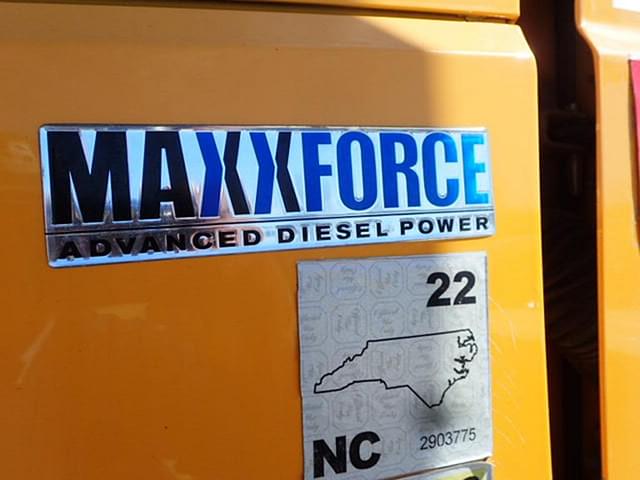 MAXXFORCE
ADVANCED DIESEL POWER
22
NC 2903775